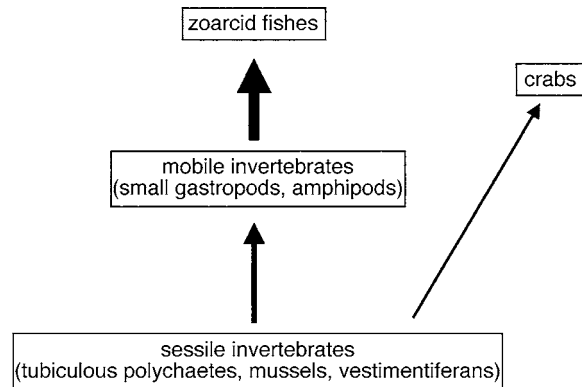 zoarcid fishes
crabs
mobile invertebrates
(small gastropods, amphipods)
sessile invertebrates
(tubiculous polychaetes, mussels, vestimentiferans)